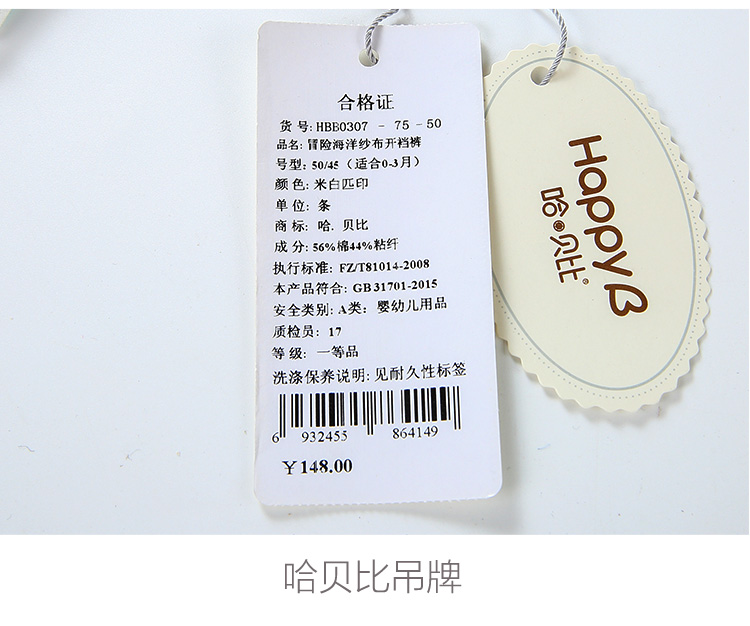 合格证
货 号: HBB0307 - 75 - 50
品名: 冒险海洋纱布开裆裤
号型: 50/45（适合0-3月）
颜 色: 米白匹印
单 位: 条
商 标: 哈. 贝比
成 分: 56%棉44%粘纤
执行标准: FZ/T81014-2008
本产品符合: GB 31701-2015
安全类别: A类: 婴幼儿用品
质检员: 17
等 级: 一等品
洗涤保养说明: 见耐久性标签
6 932455 864149
￥148.00
Happy B
哈•贝比®
哈贝比吊牌